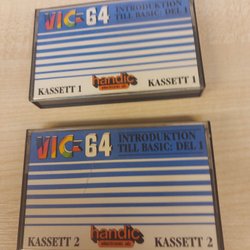 VIC-64 INTRODUKTION
TILL BASIC: DEL 1
KASSETT 1
handic
KASSETT 1
VIC-64 INTRODUKTION
TILL BASIC: DEL 1
KASSETT 2
handic
KASSETT 2